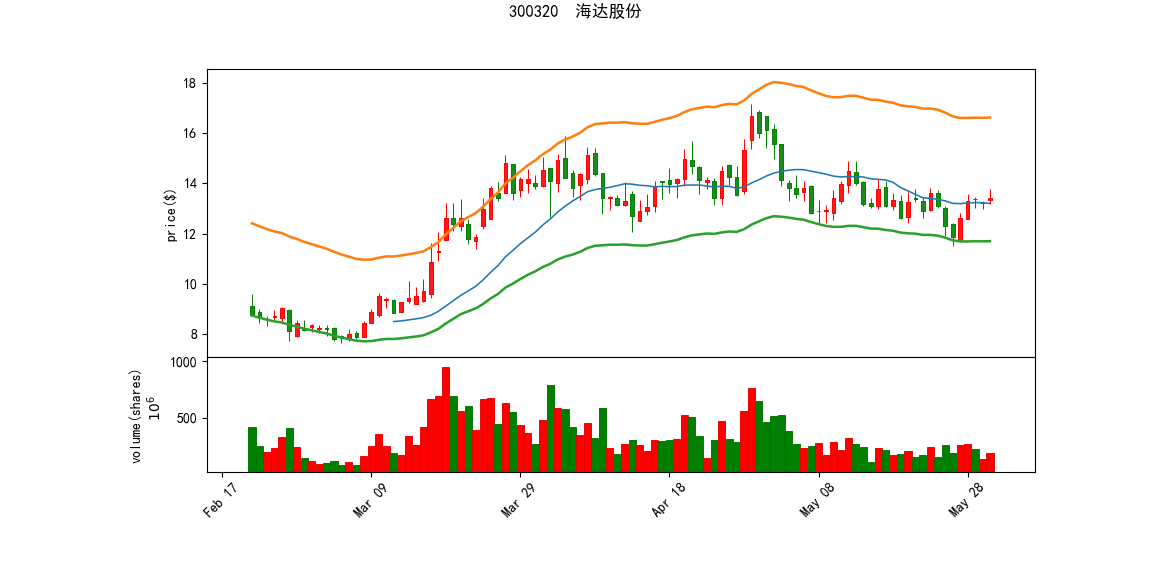 300320 海达股份
price($)
18
16
14
12
10
8
volume(shares)
10^6
1000
500
Feb 17
Mar 09
Mar 29
Apr 18
May 08
May 28